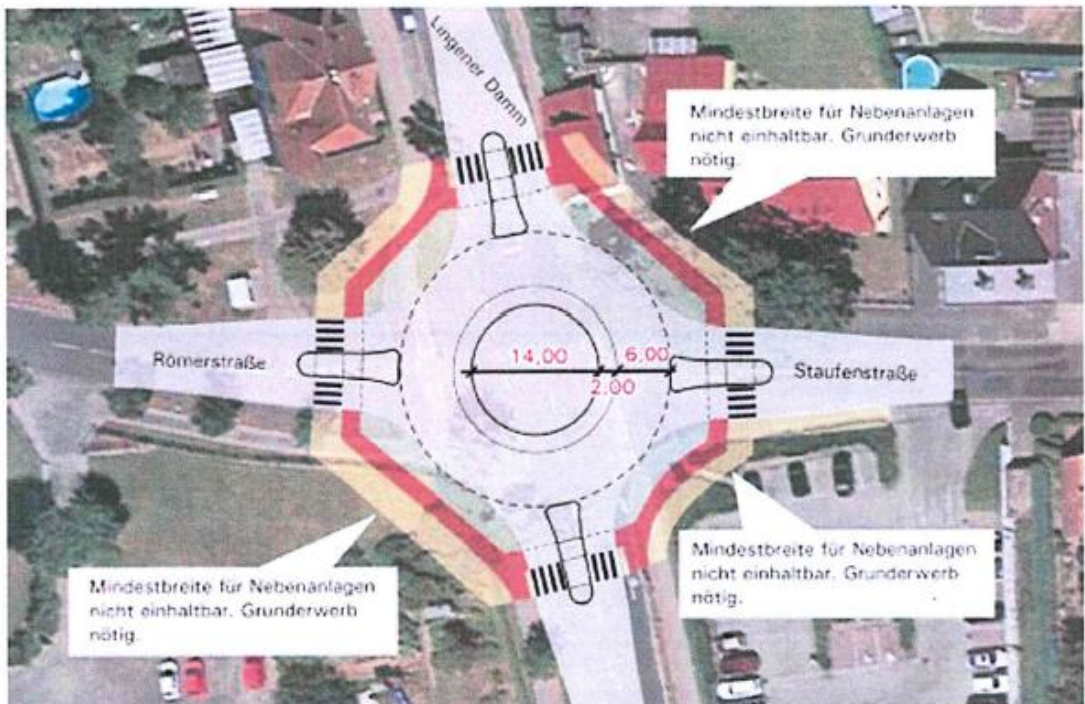 Lingener Damm
Mindestbreite für Nebenanlagen
nicht einhaltbar. Grunderwerb
nötig.
Römerstraße
14,00
6,00
2,00
Staufenstraße
Mindestbreite für Nebenanlagen
nicht einhaltbar. Grunderwerb
nötig.
Mindestbreite für Nebenanlagen
nicht einhaltbar. Grunderwerb
nötig.